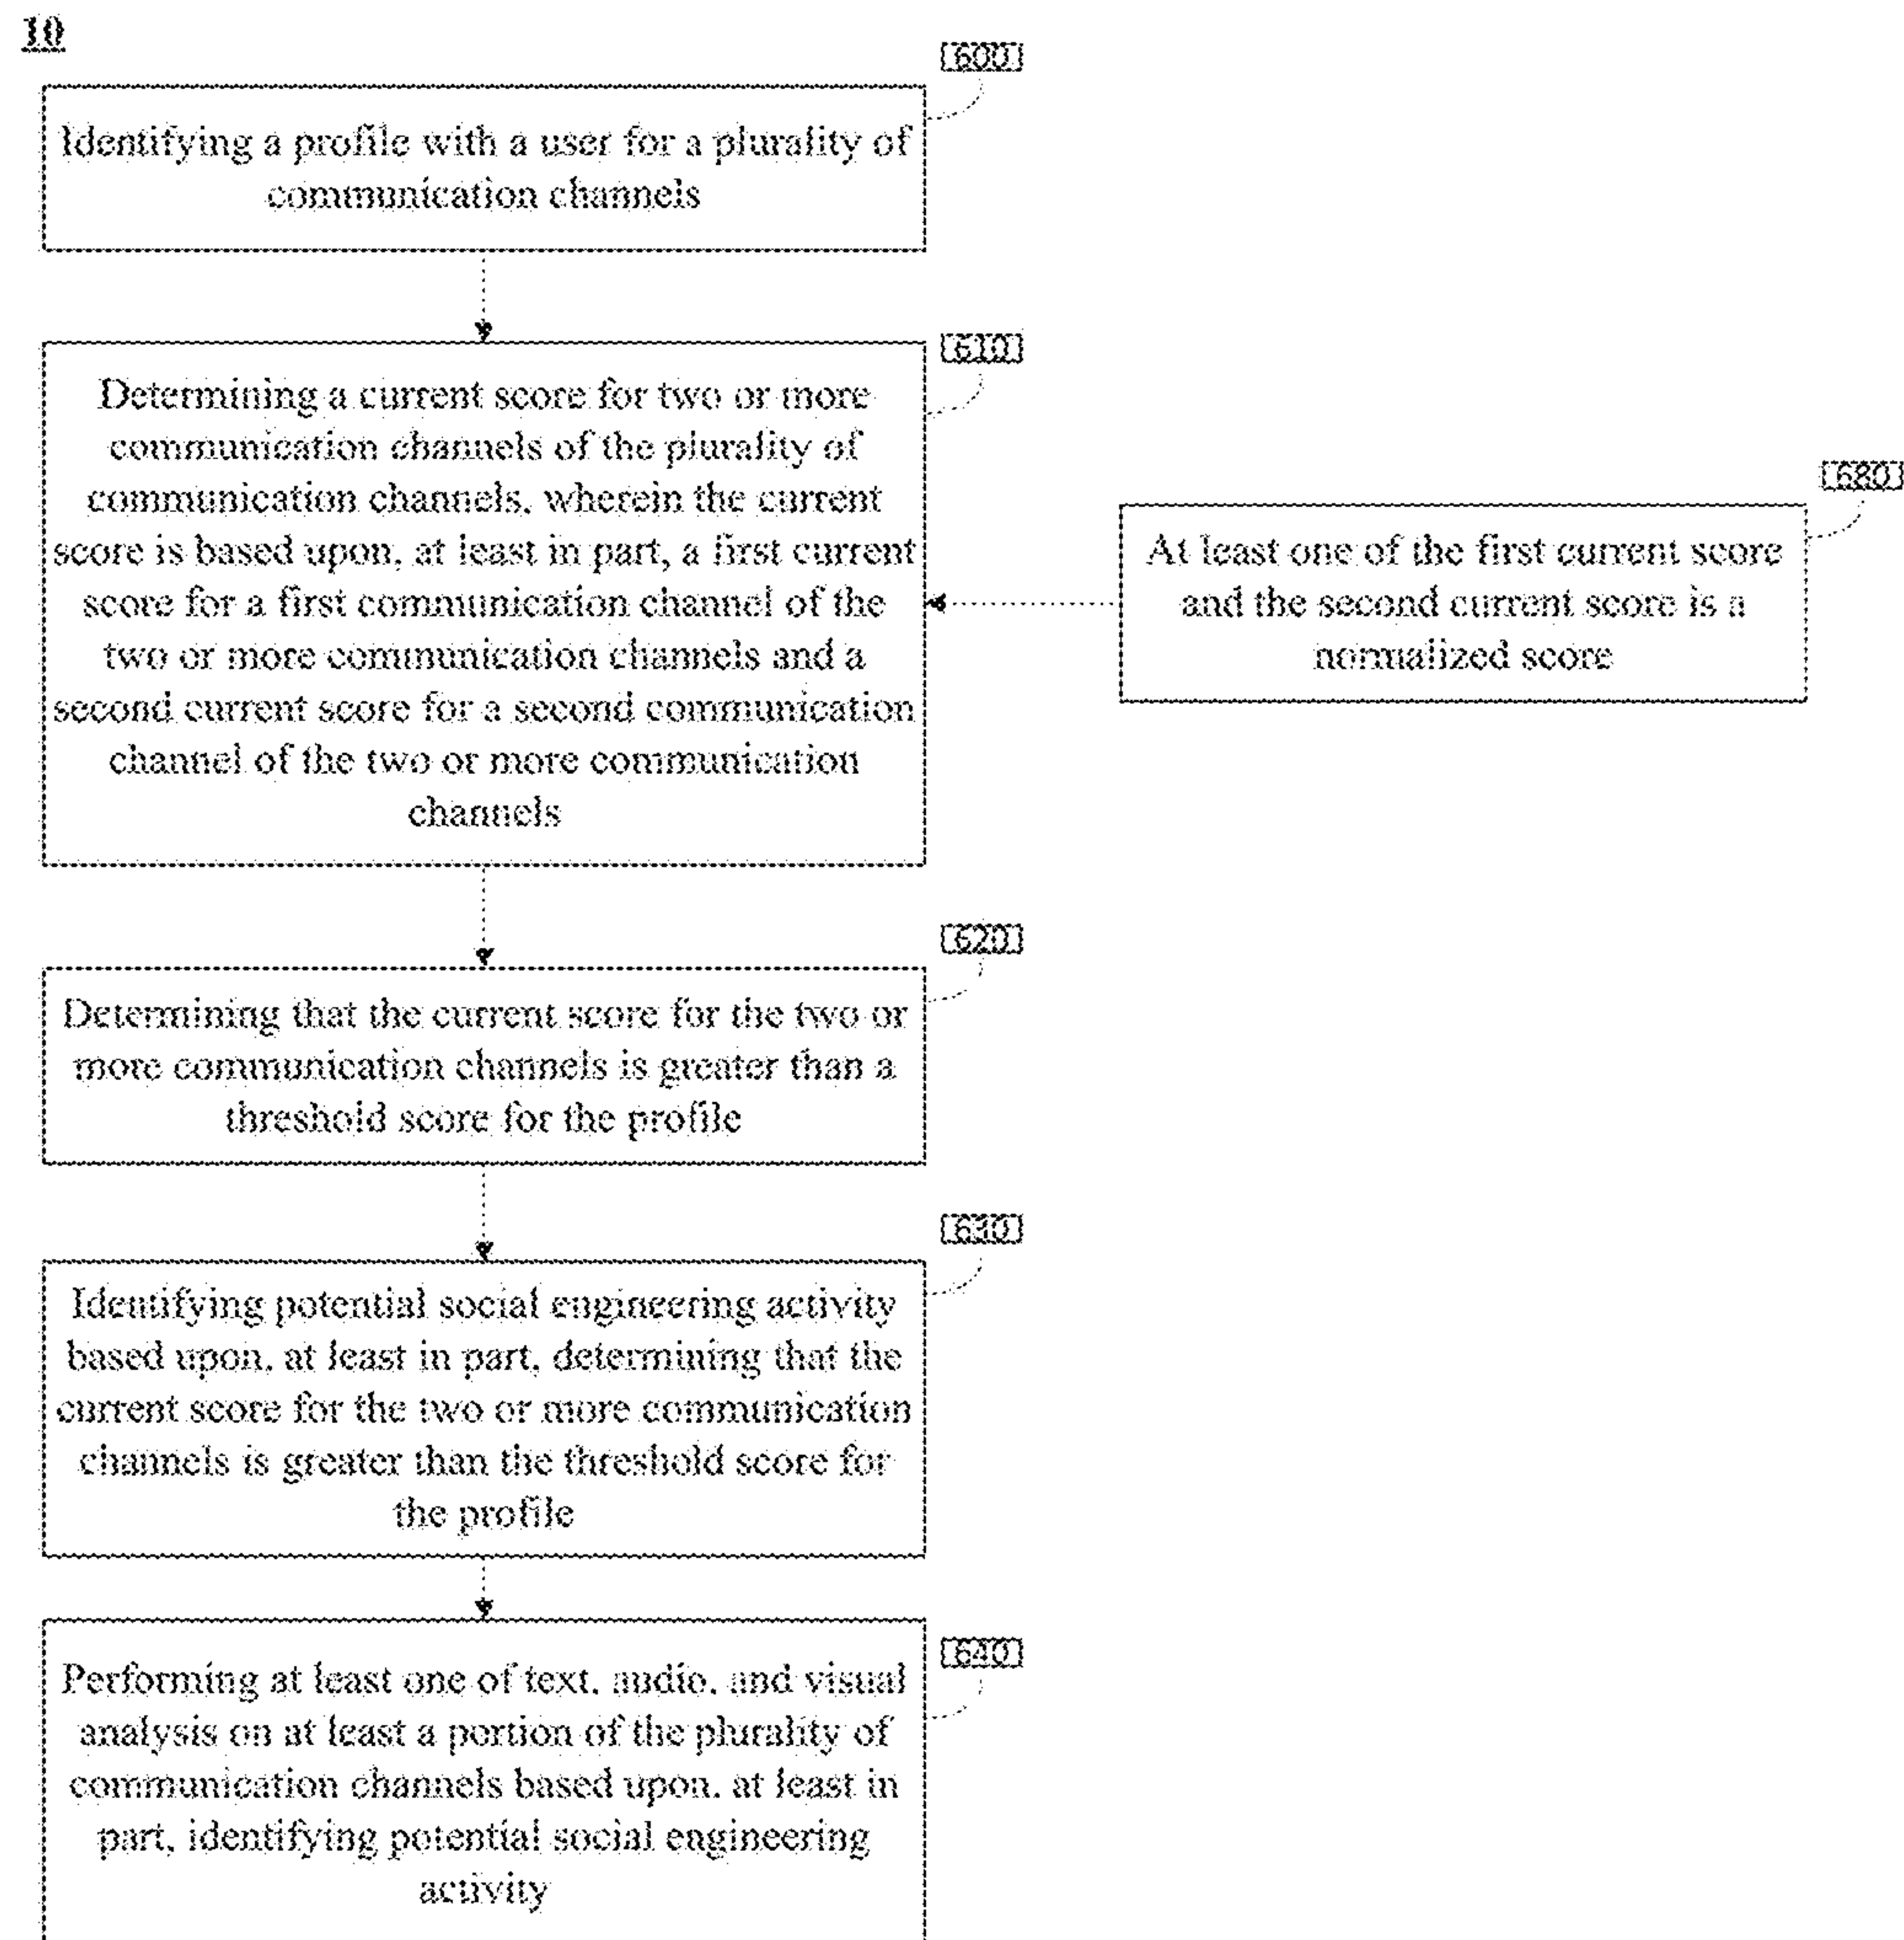 10
600
Identifying a profile with a user for a plurality of
communication channels
610
Determining a current score for two or more
communication channels of the plurality of
communication channels, wherein the current
score is based upon, at least in part, a first current
score for a first communication channel of the
two or more communication channels and a
second current score for a second communication
channel of the two or more communication
channels
680
At least one of the first current score
and the second current score is a
normalized score
620
Determining that the current score for the two or
more communication channels is greater than a
threshold score for the profile
630
Identifying potential social engineering activity
based upon, at least in part, determining that the
current score for the two or more communication
channels is greater than the threshold score for
the profile
640
Performing at least one of text, audio, and visual
analysis on at least a portion of the plurality of
communication channels based upon, at least in
part, identifying potential social engineering
activity